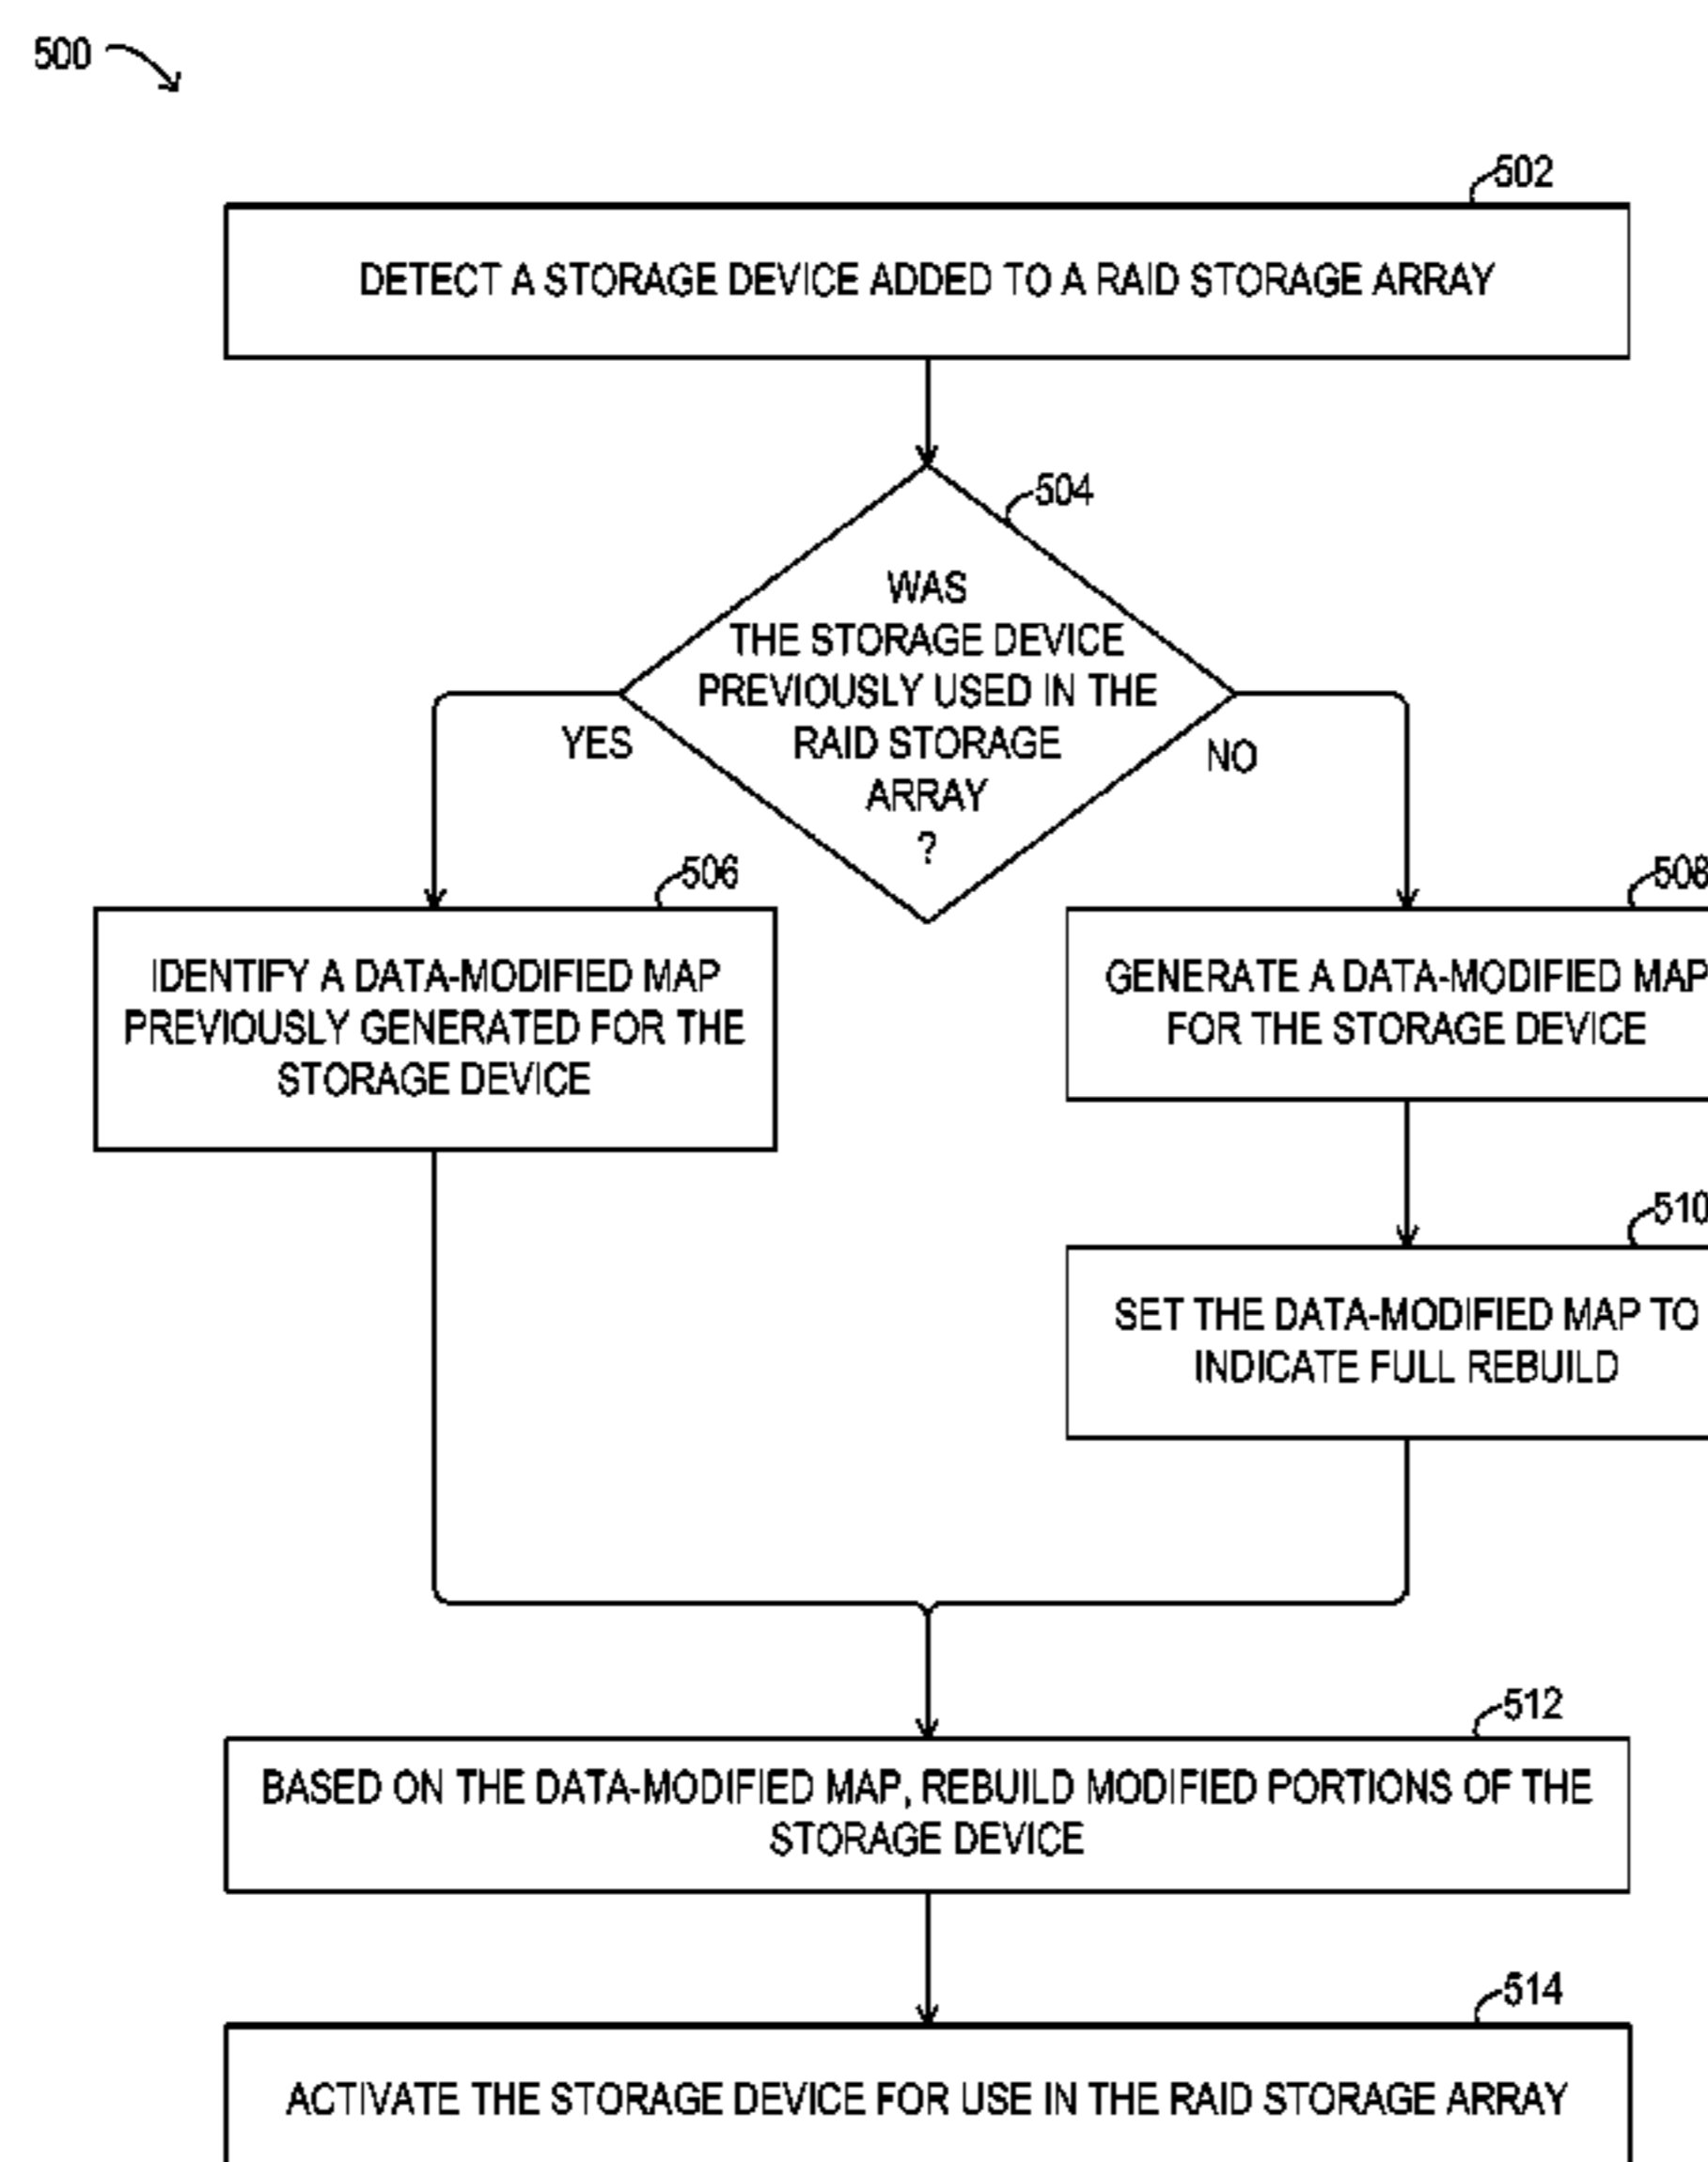 500
502
DETECT A STORAGE DEVICE ADDED TO A RAID STORAGE ARRAY
504
WAS
THE STORAGE DEVICE
PREVIOUSLY USED IN THE
RAID STORAGE
ARRAY
?
YES
NO
506
IDENTIFY A DATA-MODIFIED MAP
PREVIOUSLY GENERATED FOR THE
STORAGE DEVICE
508
GENERATE A DATA-MODIFIED MAP
FOR THE STORAGE DEVICE
510
SET THE DATA-MODIFIED MAP TO
INDICATE FULL REBUILD
512
BASED ON THE DATA-MODIFIED MAP, REBUILD MODIFIED PORTIONS OF THE
STORAGE DEVICE
514
ACTIVATE THE STORAGE DEVICE FOR USE IN THE RAID STORAGE ARRAY